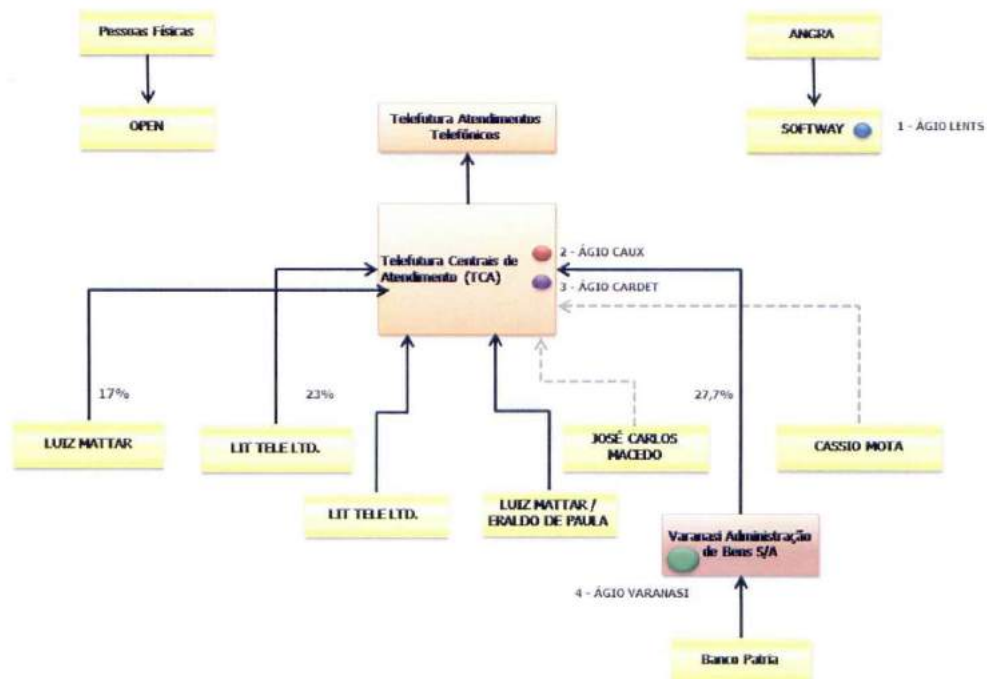 Pessoas Físicas
ANGRA
OPEN
Telefutura Atendimentos
Telefônicos
SOFTWAY
1 - ÁGIO LENTS
Telefutura Centrais de
Atendimento (TCA)
2 - ÁGIO CAUX
3 - ÁGIO CARDET
17%
23%
27,7%
LUIZ MATTAR
LIT TELE LTD.
JOSÉ CARLOS
MACEDO
CASSIO MOTA
LIT TELE LTD.
LUIZ MATTAR /
ERALDO DE PAULA
Varanasi Administração
de Bens S/A
4 - ÁGIO VARANASI
Banco Patria